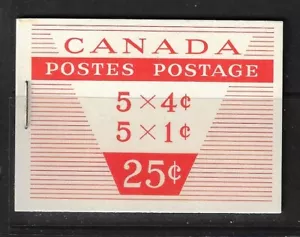 CANADA
POSTES POSTAGE
5 × 4¢
5 × 1¢
25¢